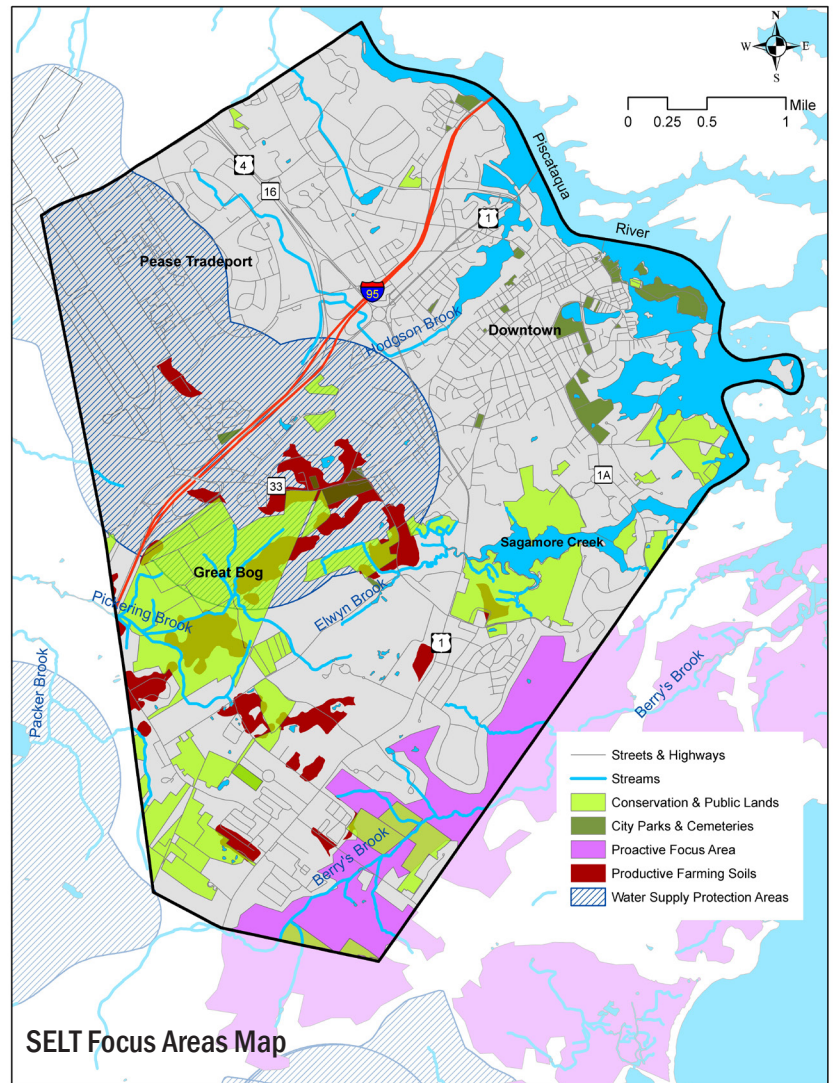 N
W E
S
Mile
0 0.25 0.5 1
Piscataqua
River
4
16
1
Pease Tradeport
95
Hodgson Brook
Downtown
1A
33
Sagamore Creek
Great Bog
Pickering Brook
Elwyn Brook
1
Packer Brook
Berry's Brook
Berry's Brook
Streets & Highways
Streams
Conservation & Public Lands
City Parks & Cemeteries
Proactive Focus Area
Productive Farming Soils
Water Supply Protection Areas
SELT Focus Areas Map